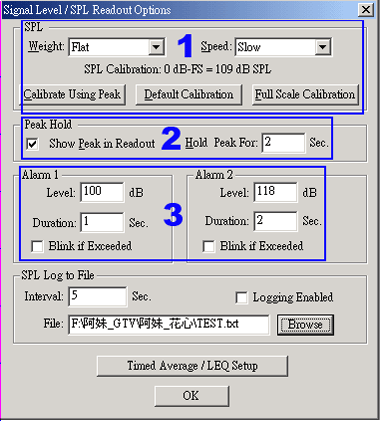 Signal Level / SPL Readout Options
SPL
Weight: Flat Speed: Slow
1
SPL Calibration: 0 dB-FS = 109 dB SPL
Calibrate Using Peak Default Calibration Full Scale Calibration
Peak Hold
Show Peak in Readout Hold Peak For: 2 Sec.
2
Alarm 1 Alarm 2
Level: 100 dB Level: 118 dB
Duration: 1 Sec. Duration: 2 Sec.
3
Blink if Exceeded Blink if Exceeded
SPL Log to File
Interval: 5 Sec. Logging Enabled
File: F:\阿妹_GTV\阿妹_花心\TEST.txt Browse
Timed Average / LEQ Setup
OK